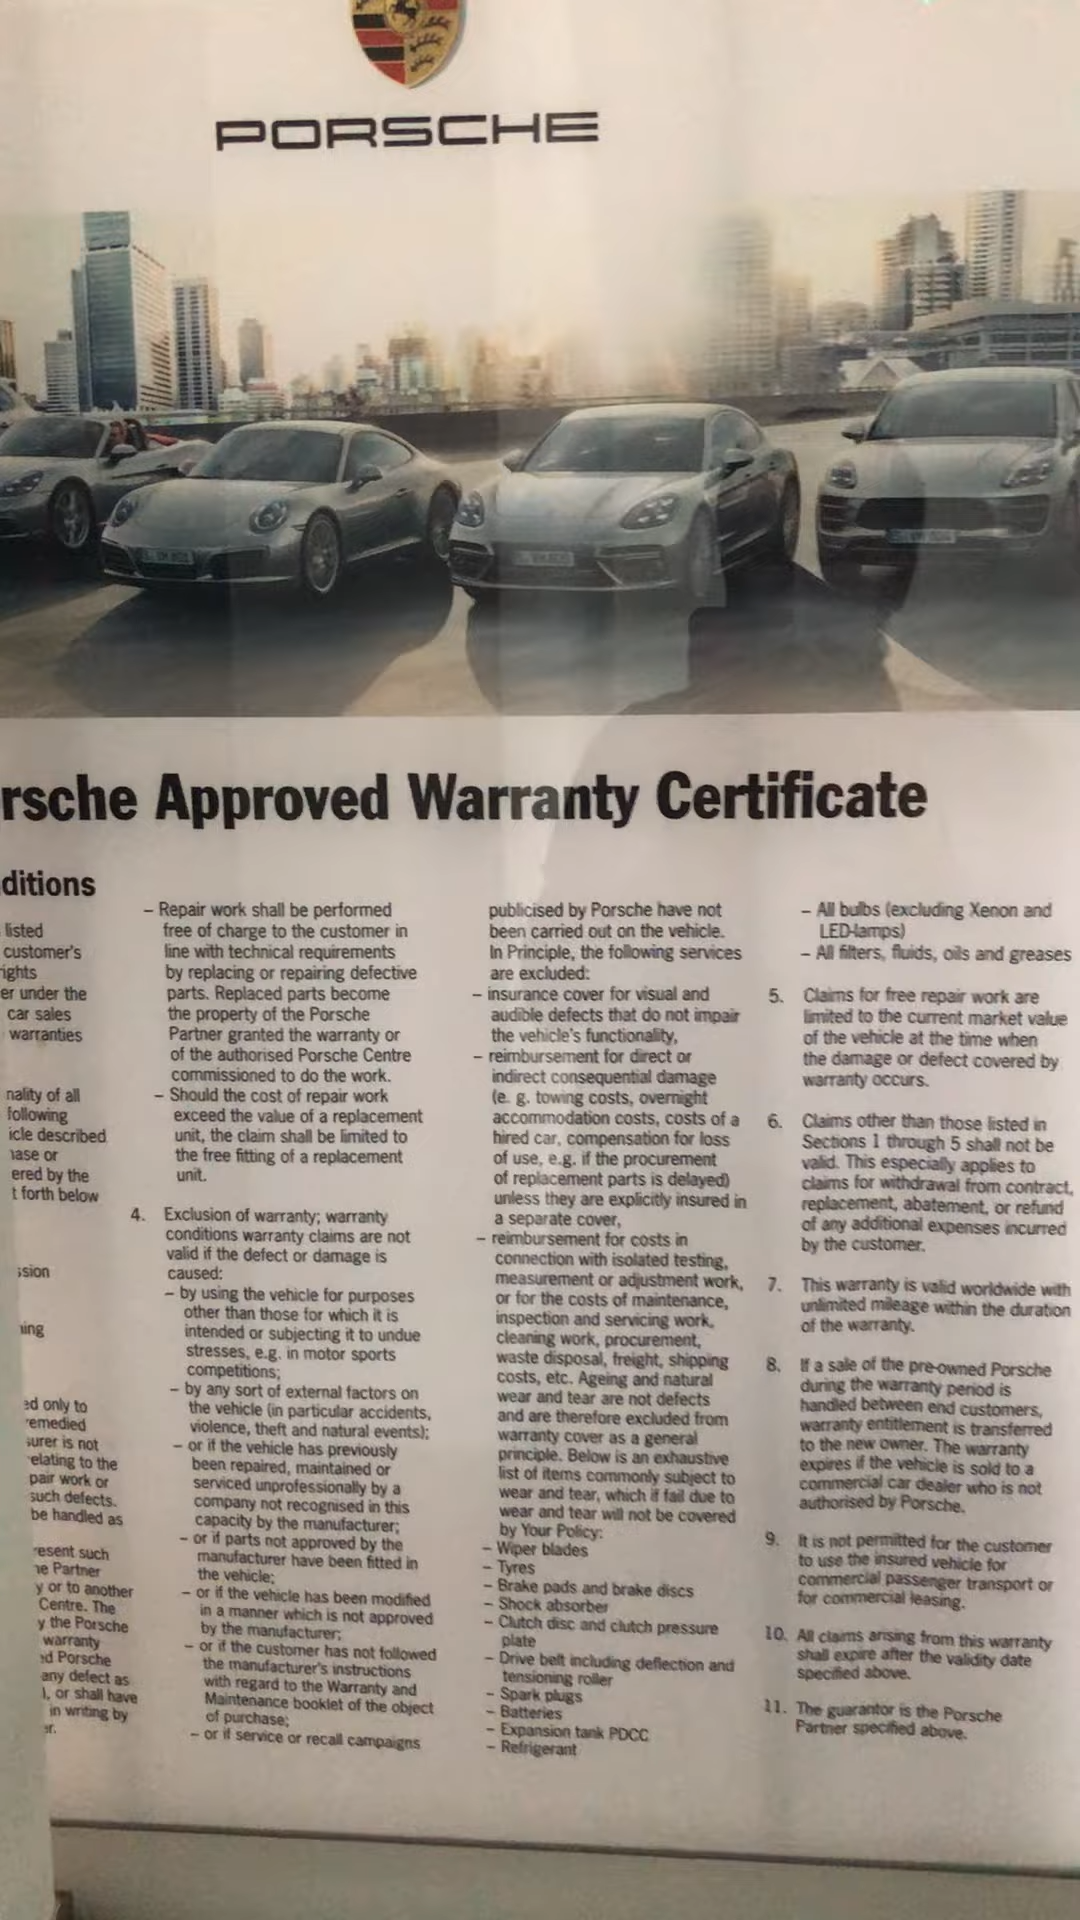 PORSCHE
rsche Approved Warranty Certificate
ditions
listed
customer's
ights
er under the
car sales
warranties
nality of all
following
icle described
ase or
ered by the
t forth below
ssion
ing
ed only to
remedied
surer is not
relating to the
pair work or
such defects.
be handled as
resent such
ne Partner
y or to another
Centre. The
y the Porsche
warranty
ed Porsche
any defect as
), or shall have
in writing by
er.
– Repair work shall be performed
free of charge to the customer in
line with technical requirements
by replacing or repairing defective
parts. Replaced parts become
the property of the Porsche
Partner granted the warranty or
of the authorised Porsche Centre
commissioned to do the work.
– Should the cost of repair work
exceed the value of a replacement
unit, the claim shall be limited to
the free fitting of a replacement
unit.
4. Exclusion of warranty; warranty
conditions warranty claims are not
valid if the defect or damage is
caused:
– by using the vehicle for purposes
other than those for which it is
intended or subjecting it to undue
stresses, e.g. in motor sports
competitions;
– by any sort of external factors on
the vehicle (in particular accidents,
violence, theft and natural events);
– or if the vehicle has previously
been repaired, maintained or
serviced unprofessionally by a
company not recognised in this
capacity by the manufacturer;
– or if parts not approved by the
manufacturer have been fitted in
the vehicle;
– or if the vehicle has been modified
in a manner which is not approved
by the manufacturer;
– or if the customer has not followed
the manufacturer's instructions
with regard to the Warranty and
Maintenance booklet of the object
of purchase;
– or if service or recall campaigns
publicised by Porsche have not
been carried out on the vehicle.
In Principle, the following services
are excluded:
– insurance cover for visual and
audible defects that do not impair
the vehicle's functionality,
– reimbursement for direct or
indirect consequential damage
(e. g. towing costs, overnight
accommodation costs, costs of a
hired car, compensation for loss
of use, e.g. if the procurement
of replacement parts is delayed)
unless they are explicitly insured in
a separate cover,
– reimbursement for costs in
connection with isolated testing,
measurement or adjustment work,
or for the costs of maintenance,
inspection and servicing work,
cleaning work, procurement,
waste disposal, freight, shipping
costs, etc. Ageing and natural
wear and tear are not defects
and are therefore excluded from
warranty cover as a general
principle. Below is an exhaustive
list of items commonly subject to
wear and tear, which if fail due to
wear and tear will not be covered
by Your Policy:
– Wiper blades
– Tyres
– Brake pads and brake discs
– Shock absorber
– Clutch disc and clutch pressure
plate
– Drive belt including deflection and
tensioning roller
– Spark plugs
– Batteries
– Expansion tank PDCC
– Refrigerant
– All bulbs (excluding Xenon and
LED-lamps)
– All filters, fluids, oils and greases
5. Claims for free repair work are
limited to the current market value
of the vehicle at the time when
the damage or defect covered by
warranty occurs.
6. Claims other than those listed in
Sections 1 through 5 shall not be
valid. This especially applies to
claims for withdrawal from contract,
replacement, abatement, or refund
of any additional expenses incurred
by the customer.
7. This warranty is valid worldwide with
unlimited mileage within the duration
of the warranty.
8. If a sale of the pre-owned Porsche
during the warranty period is
handled between end customers,
warranty entitlement is transferred
to the new owner. The warranty
expires if the vehicle is sold to a
commercial car dealer who is not
authorised by Porsche.
9. It is not permitted for the customer
to use the insured vehicle for
commercial passenger transport or
for commercial leasing.
10. All claims arising from this warranty
shall expire after the validity date
specified above.
11. The guarantor is the Porsche
Partner specified above.